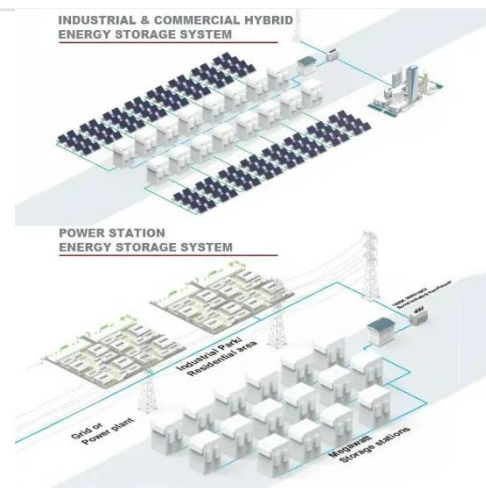 INDUSTRIAL & COMMERCIAL HYBRID
ENERGY STORAGE SYSTEM
POWER STATION
ENERGY STORAGE SYSTEM
Industrial Park/
Residential area
Grid or
Power plant
Megawatt
Storage stations